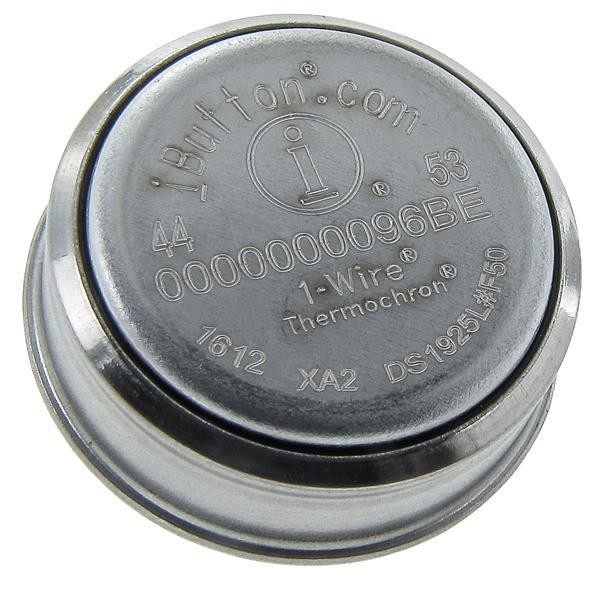 iButton®.com
i®
44 53
0000000096BE
1-Wire®
Thermochron®
1612 XA2 DS1925L#F50